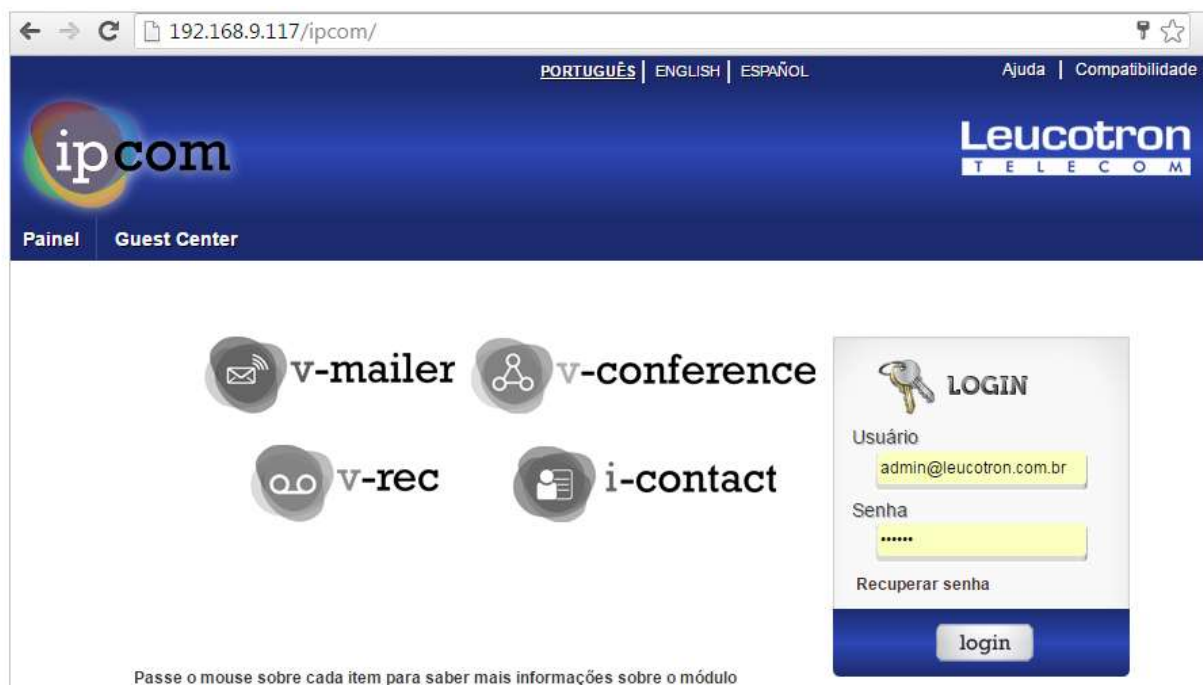 192.168.9.117/ipcom/
PORTUGUÊS | ENGLISH | ESPAÑOL
Ajuda | Compatibilidade
ipcom
Leucotron
TELECOM
Painel
Guest Center
v-mailer
v-conference
v-rec
i-contact
LOGIN
Usuário
admin@leucotron.com.br
Senha
••••••
Recuperar senha
login
Passe o mouse sobre cada item para saber mais informações sobre o módulo